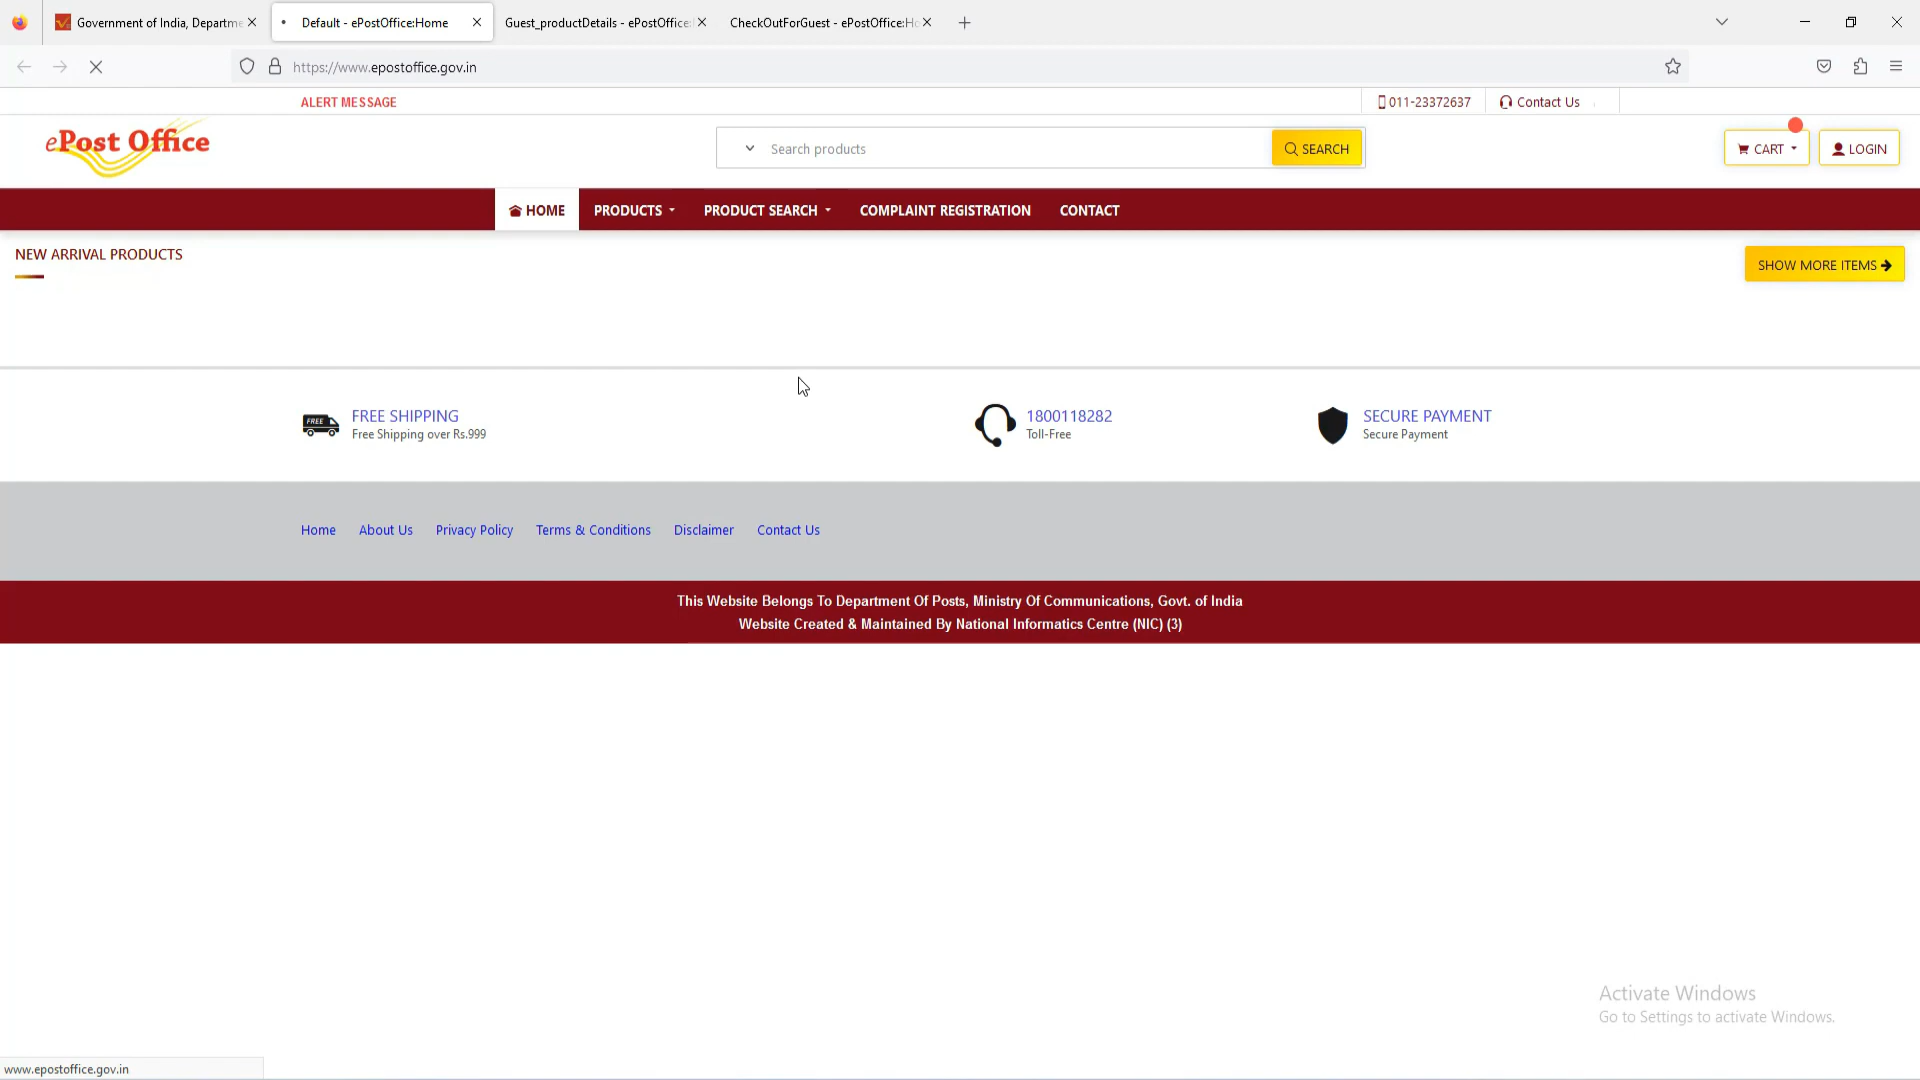 Government of India, Departme
Default - ePostOffice:Home
Guest_productDetails - ePostOffice:
CheckOutForGuest - ePostOffice:Ho
https://www.epostoffice.gov.in
ALERT MESSAGE
011-23372637
Contact Us
ePost Office
Search products
SEARCH
CART
LOGIN
HOME
PRODUCTS
PRODUCT SEARCH
COMPLAINT REGISTRATION
CONTACT
NEW ARRIVAL PRODUCTS
SHOW MORE ITEMS
FREE
FREE SHIPPING
Free Shipping over Rs.999
1800118282
Toll-Free
SECURE PAYMENT
Secure Payment
Home
About Us
Privacy Policy
Terms & Conditions
Disclaimer
Contact Us
This Website Belongs To Department Of Posts, Ministry Of Communications, Govt. of India
Website Created & Maintained By National Informatics Centre (NIC) (3)
Activate Windows
Go to Settings to activate Windows.
www.epostoffice.gov.in